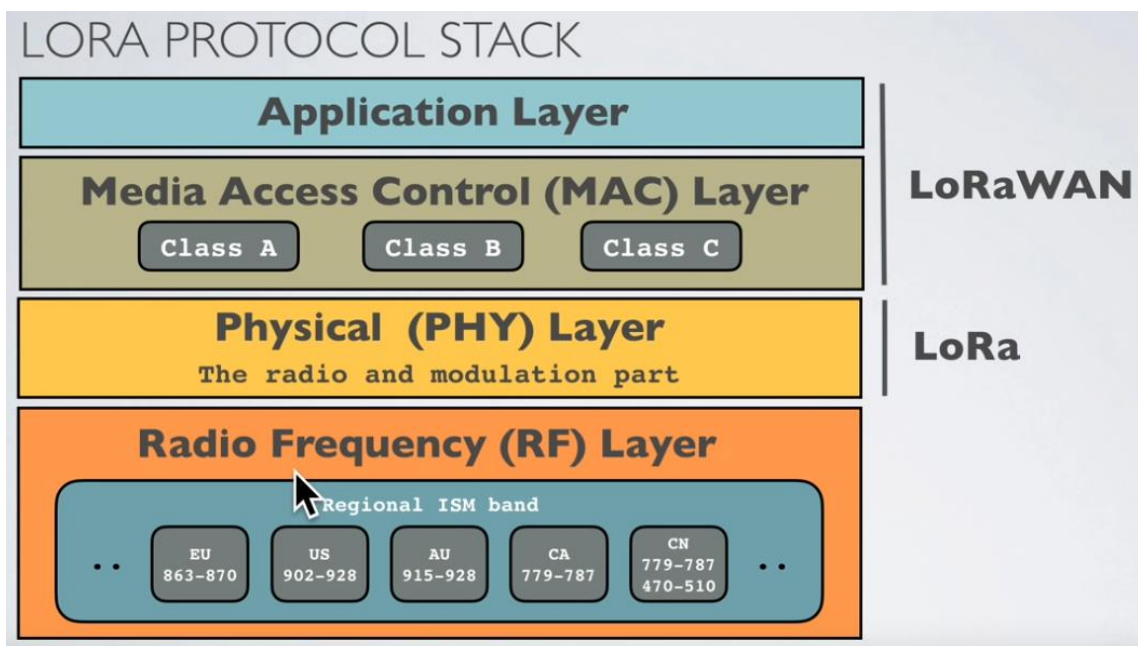 LORA PROTOCOL STACK
Application Layer
Media Access Control (MAC) Layer
Class A
Class B
Class C
LoRaWAN
Physical (PHY) Layer
The radio and modulation part
LoRa
Radio Frequency (RF) Layer
Regional ISM band
..
EU
863-870
US
902-928
AU
915-928
CA
779-787
CN
779-787
470-510
..